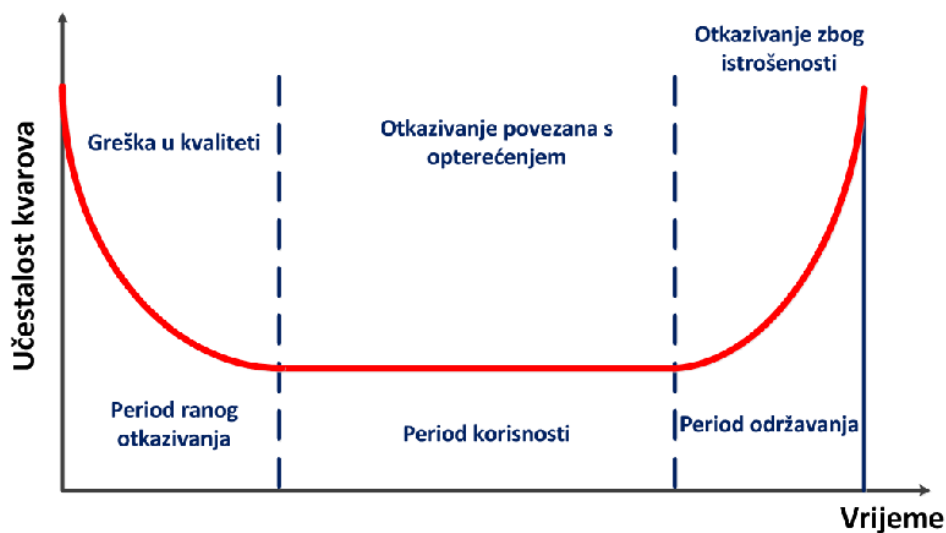 Otkazivanje zbog
istrošenosti
Greška u kvaliteti
Otkazivanje povezana s
opterećenjem
Učestalost kvarova
Period ranog
otkazivanja
Period korisnosti
Period održavanja
Vrijeme